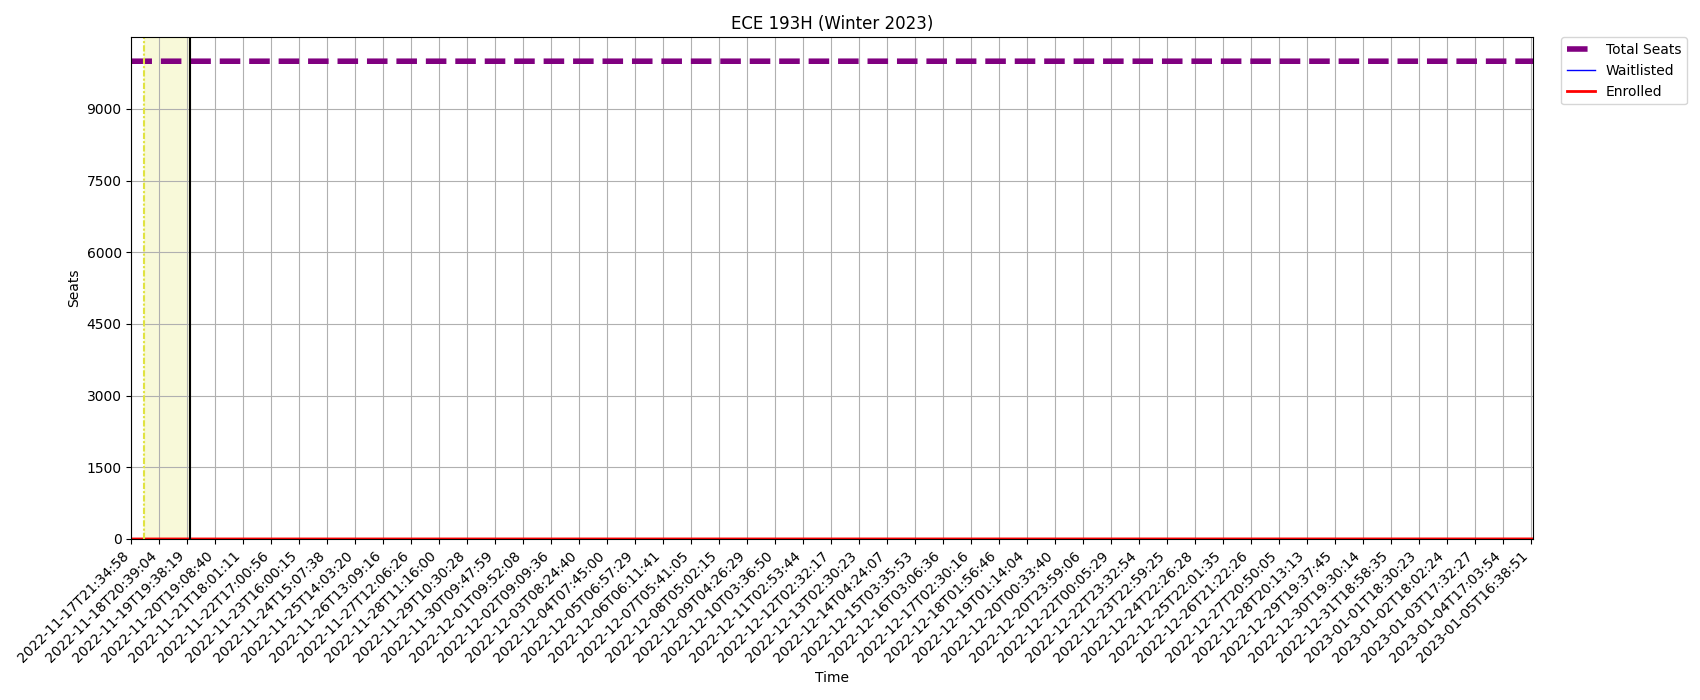 ECE 193H (Winter 2023)
Total Seats
Waitlisted
Enrolled
9000
7500
6000
4500
3000
1500
0
Seats
2022-11-17T21:34:58
2022-11-18T20:39:04
2022-11-19T19:38:19
2022-11-20T19:08:40
2022-11-21T18:01:11
2022-11-22T17:00:56
2022-11-23T16:00:15
2022-11-24T15:07:38
2022-11-25T14:03:20
2022-11-26T13:09:16
2022-11-27T12:06:26
2022-11-28T11:16:00
2022-11-29T10:30:28
2022-11-30T09:47:59
2022-12-01T09:52:08
2022-12-02T09:09:36
2022-12-03T08:24:40
2022-12-04T07:45:00
2022-12-05T06:57:29
2022-12-06T06:11:41
2022-12-07T05:41:05
2022-12-08T05:02:15
2022-12-09T04:26:29
2022-12-10T03:36:50
2022-12-11T02:53:44
2022-12-12T02:32:17
2022-12-13T02:30:23
2022-12-14T04:24:07
2022-12-15T03:35:53
2022-12-16T03:06:36
2022-12-17T02:30:16
2022-12-18T01:56:46
2022-12-19T01:14:04
2022-12-20T00:33:40
2022-12-20T23:59:06
2022-12-22T00:05:29
2022-12-22T23:32:54
2022-12-23T22:59:25
2022-12-24T22:26:28
2022-12-25T22:01:35
2022-12-26T21:22:26
2022-12-27T20:50:05
2022-12-28T20:13:13
2022-12-29T19:37:45
2022-12-30T19:30:14
2022-12-31T18:58:35
2023-01-01T18:30:23
2023-01-02T18:02:24
2023-01-03T17:32:27
2023-01-04T17:03:54
2023-01-05T16:38:51
Time